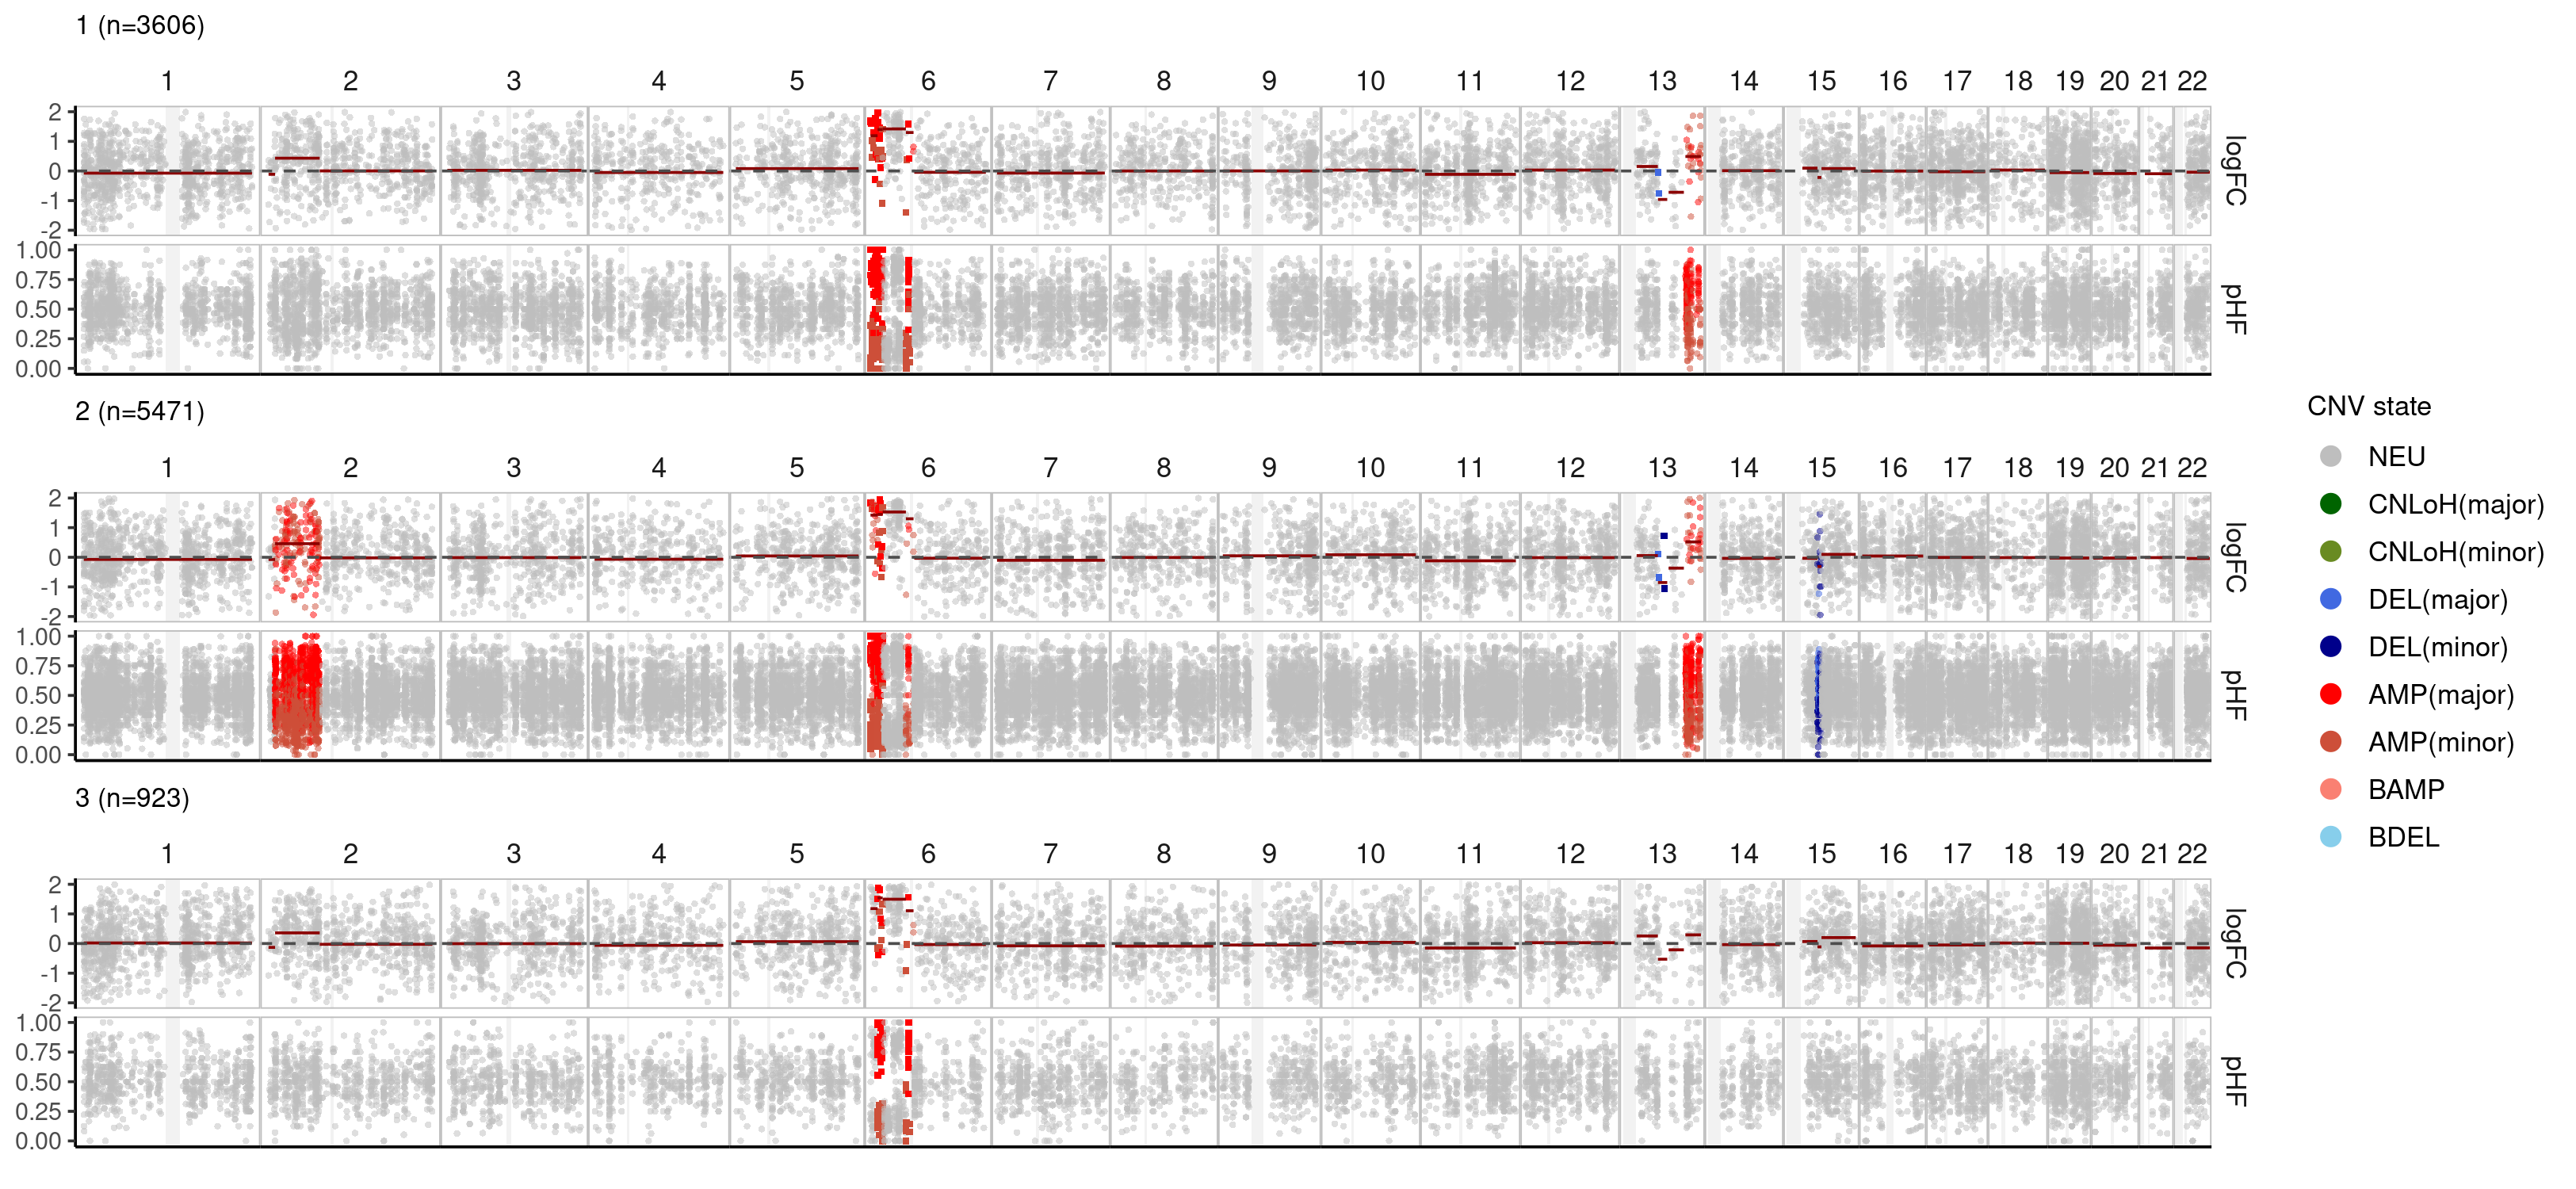 1 (n=3606)
1 2 3 4 5 6 7 8 9 10 11 12 13 14 15 16 17 18 19 20 21 22
2
1
0
-1
-2
logFC
1.00
0.75
0.50
0.25
0.00
pHF
2 (n=5471)
1 2 3 4 5 6 7 8 9 10 11 12 13 14 15 16 17 18 19 20 21 22
2
1
0
-1
-2
logFC
1.00
0.75
0.50
0.25
0.00
pHF
3 (n=923)
1 2 3 4 5 6 7 8 9 10 11 12 13 14 15 16 17 18 19 20 21 22
2
1
0
-1
-2
logFC
1.00
0.75
0.50
0.25
0.00
pHF
CNV state
NEU
CNLoH(major)
CNLoH(minor)
DEL(major)
DEL(minor)
AMP(major)
AMP(minor)
BAMP
BDEL